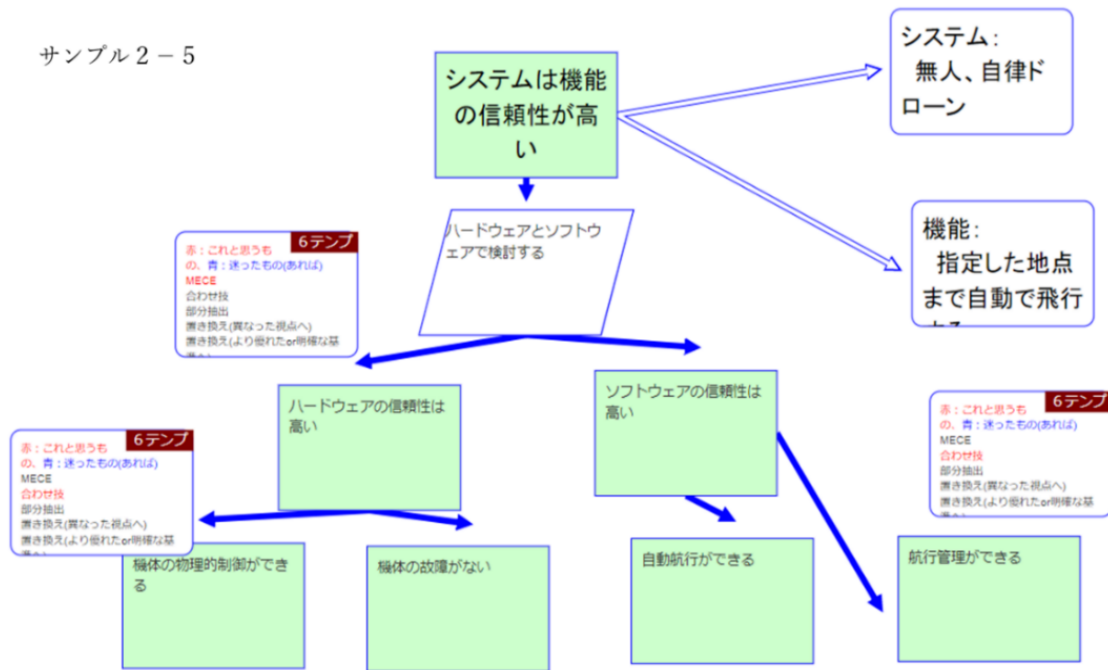 サンプル2-5
システムは機能
の信頼性が高
い
システム:
無人、自律ド
ローン
機能:
指定した地点
まで自動で飛行
ハードウェアとソフトウ
ェアで検討する
6テンプ
赤:これと思うも
の、青:迷ったもの(あれば)
MECE
合わせ技
部分抽出
置き換え(異なった視点へ)
置き換え(より優れたor明確な基
ハードウェアの信頼性は
高い
ソフトウェアの信頼性は
高い
6テンプ
赤:これと思うも
の、青:迷ったもの(あれば)
MECE
合わせ技
部分抽出
置き換え(異なった視点へ)
置き換え(より優れたor明確な基
6テンプ
赤:これと思うも
の、青:迷ったもの(あれば)
MECE
合わせ技
部分抽出
置き換え(異なった視点へ)
置き換え(より優れたor明確な基
機体の物理的制御ができ
る
機体の故障がない
自動航行ができる
航行管理ができる